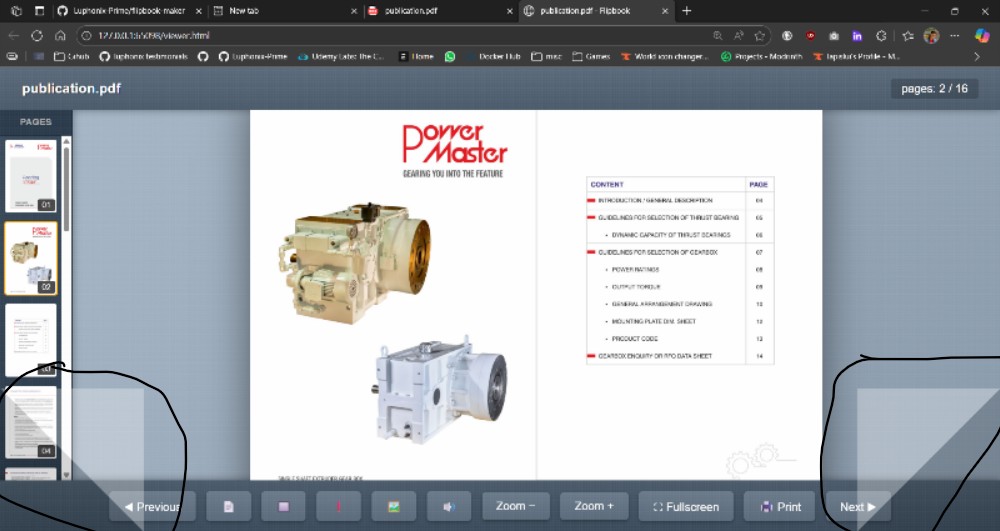 Luphonix-Prime/flipbook-maker
New tab
publication.pdf
publication.pdf - Flipbook
127.0.0.1:65098/viewer.html
Github
luphonix testimonials
Luphonix-Prime
Udemy Labs: The C...
Home
Docker Hub
misc
Games
World icon changer...
Projects - Modrinth
publication.pdf
pages: 2 / 16
PAGES
01
02
03
04
Power
Master
GEARING YOU INTO THE FEATURE
CONTENT PAGE
INTRODUCTION / GENERAL DESCRIPTION 04
GUIDELINES FOR SELECTION OF THRUST BEARING 05
• DYNAMIC CAPACITY OF THRUST BEARINGS 06
GUIDELINES FOR SELECTION OF GEARBOX 07
• POWER RATINGS 08
• OUTPUT TORQUE 09
• GENERAL ARRANGEMENT DRAWING 10
• MOUNTING PLATE DIM. SHEET 12
• PRODUCT CODE 13
GEARBOX ENQUIRY OR RFQ DATA SHEET 14
◀ Previous
Zoom −
Zoom +
Fullscreen
Print
Next ▶